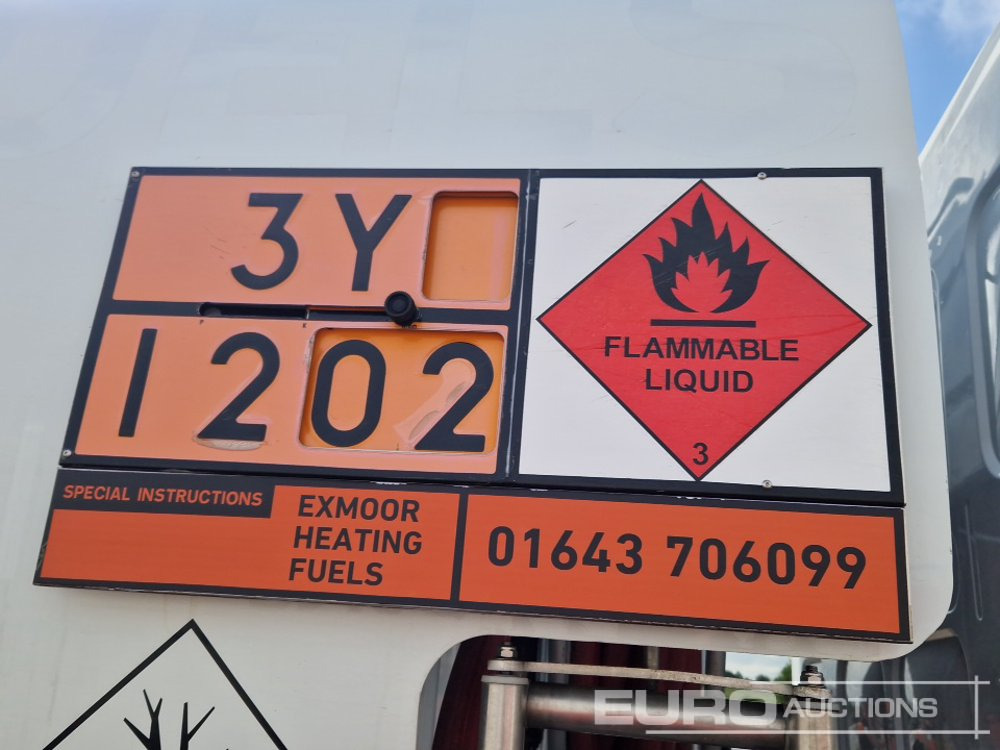 3Y
1202
FLAMMABLE
LIQUID
3
SPECIAL INSTRUCTIONS
EXMOOR
HEATING
FUELS
01643 706099
EURO AUCTIONS